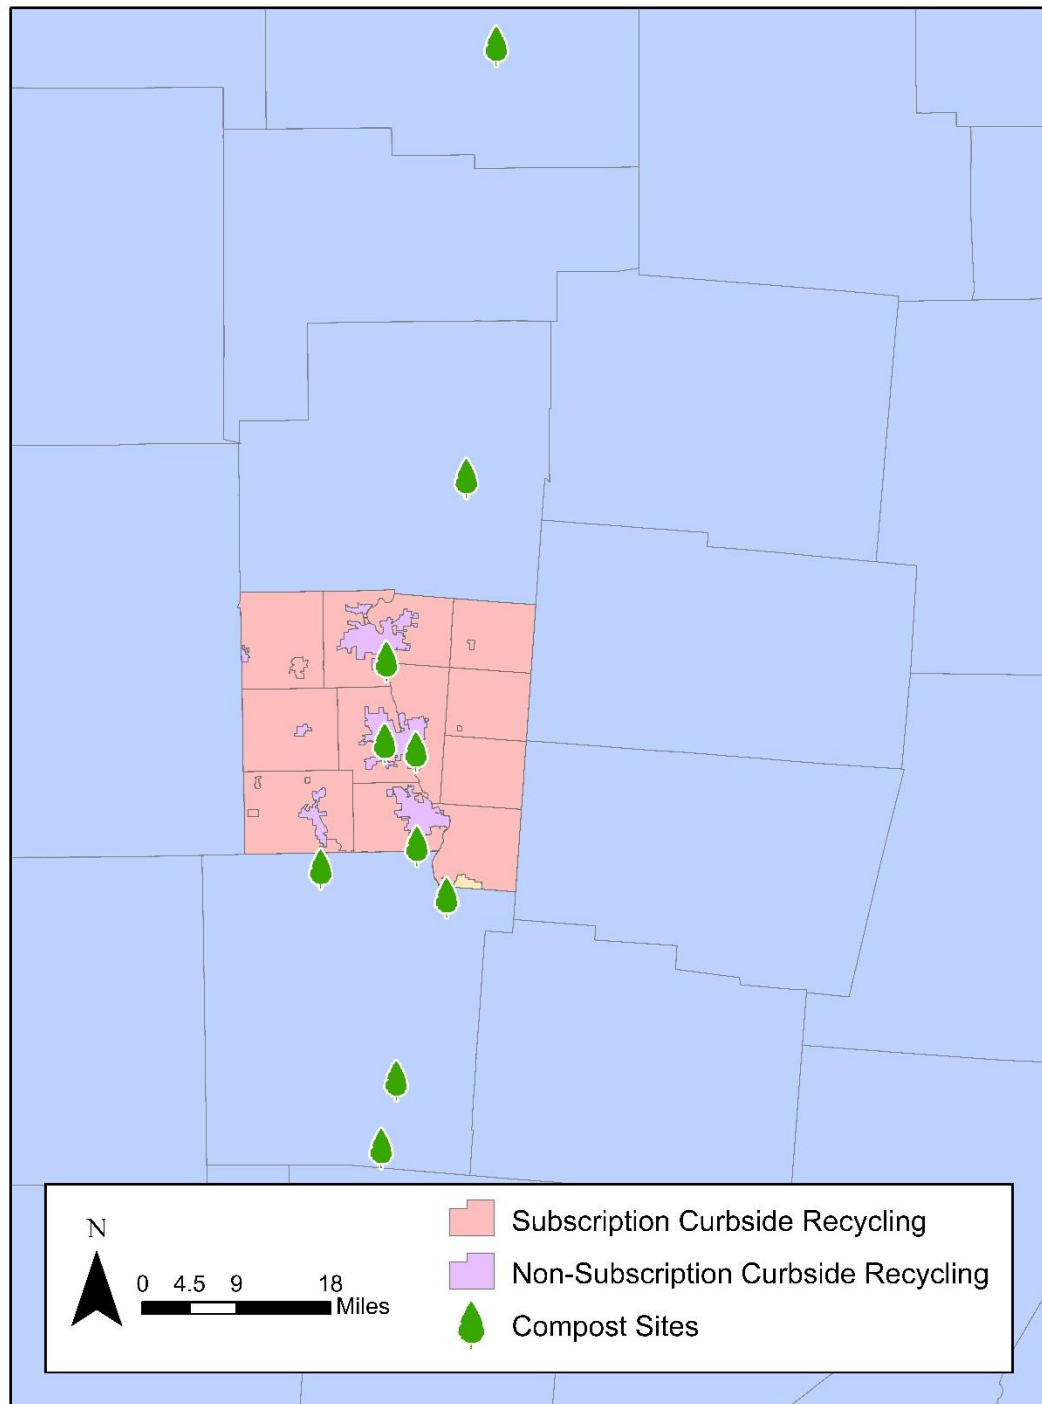 N
0 4.5 9 18
Miles
Subscription Curbside Recycling
Non-Subscription Curbside Recycling
Compost Sites